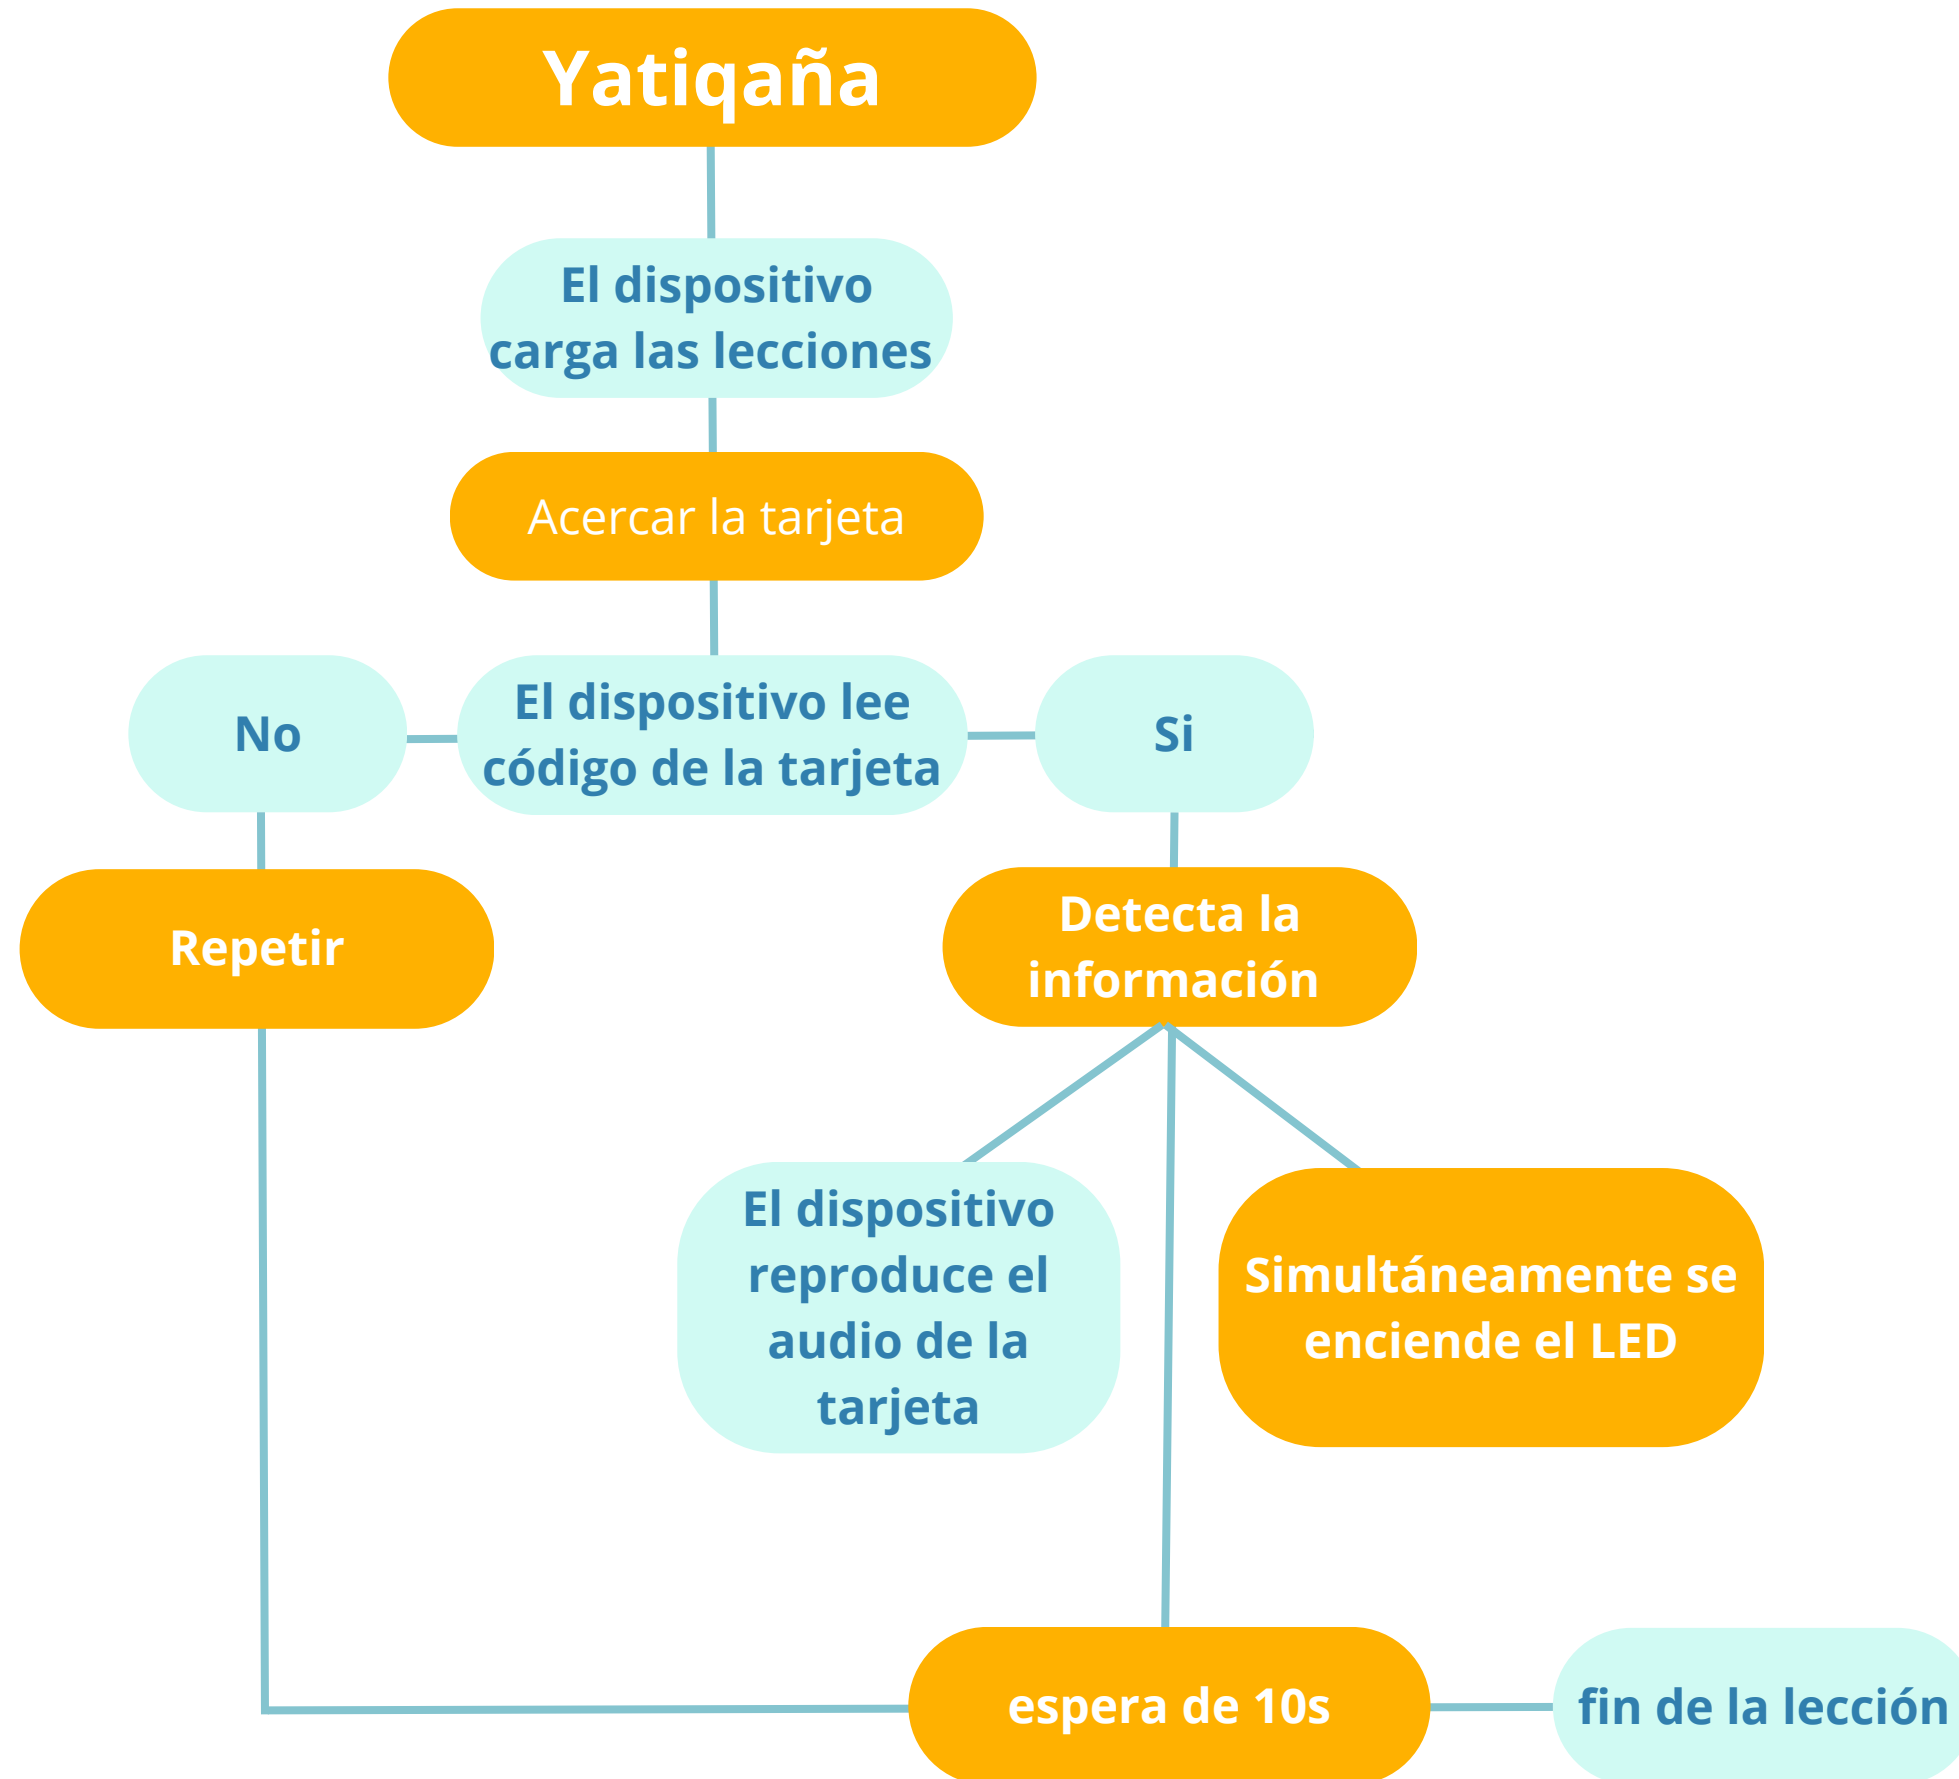 Yatiqaña
El dispositivo
carga las lecciones
Acercar la tarjeta
No
El dispositivo lee
código de la tarjeta
Si
Repetir
Detecta la
información
El dispositivo
reproduce el
audio de la
tarjeta
Simultáneamente se
enciende el LED
espera de 10s
fin de la lección